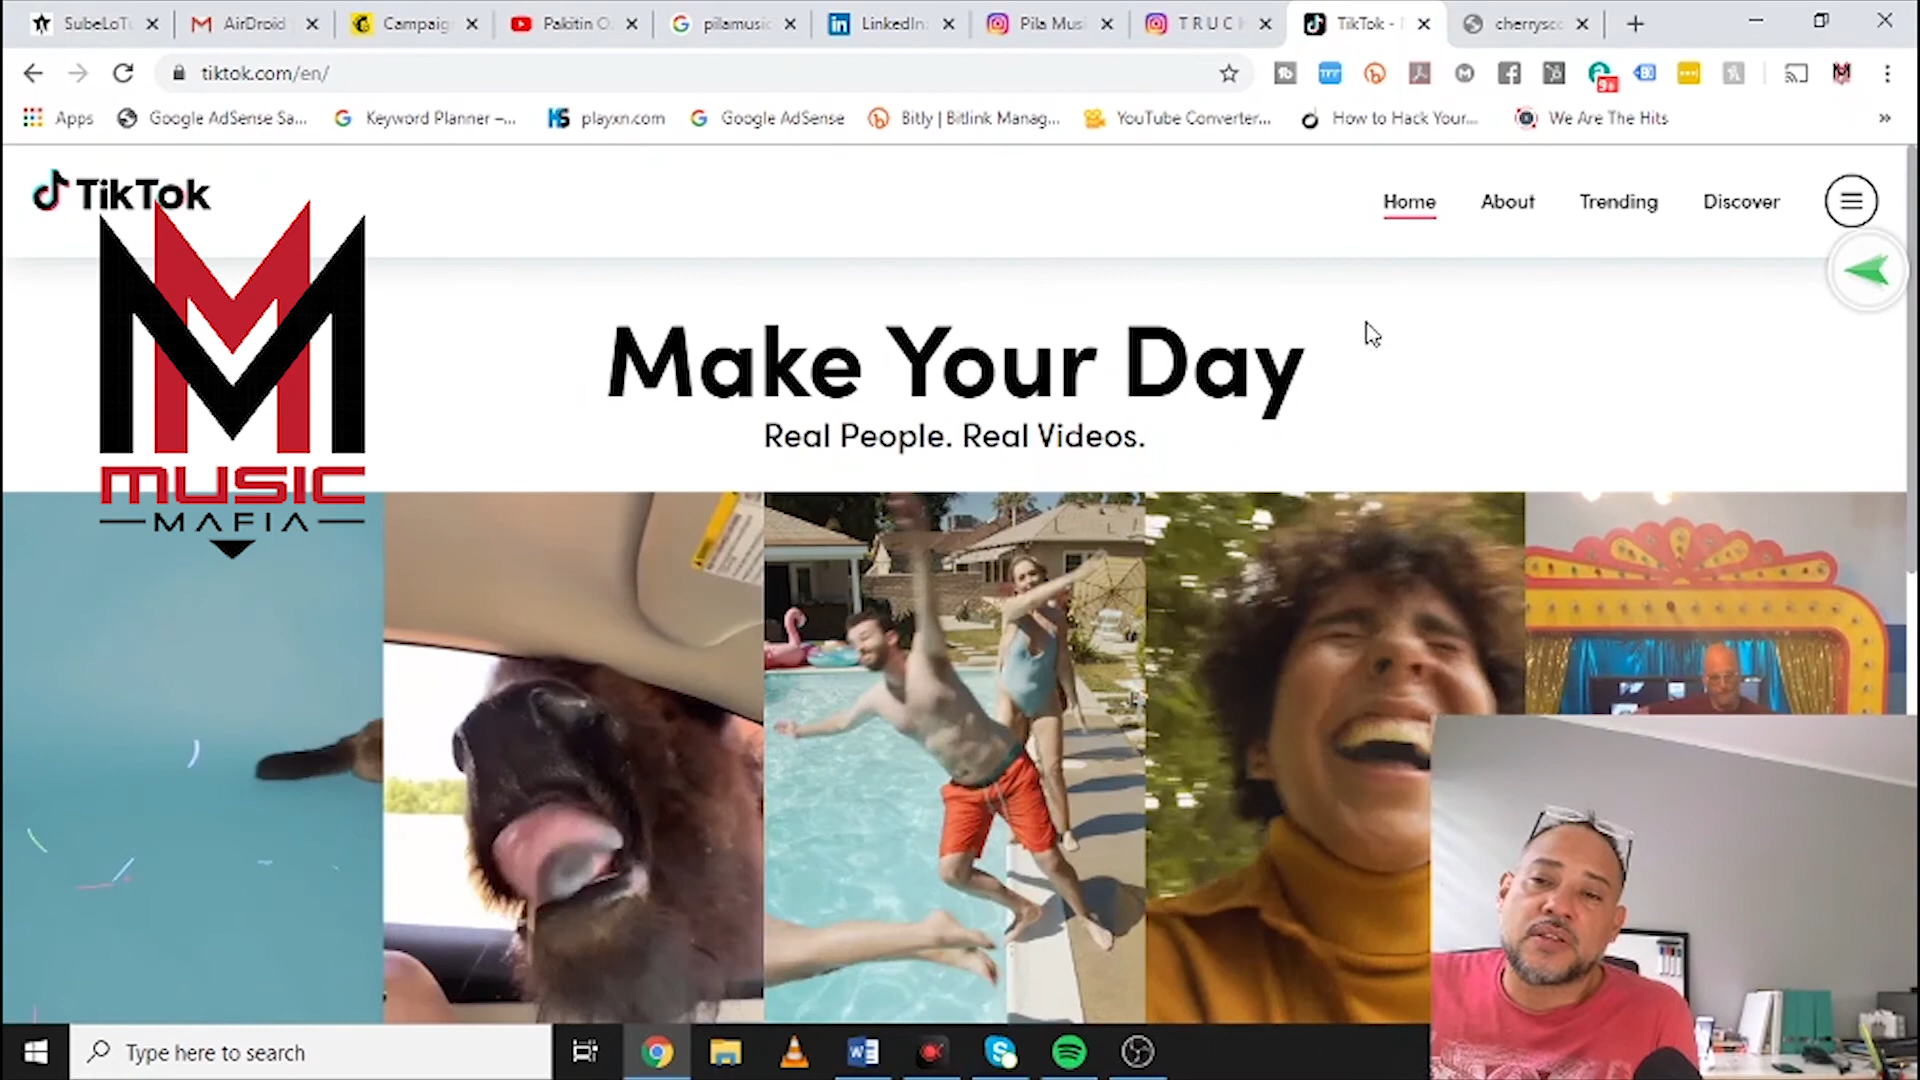 SubeLoT
AirDroid
Campaig
Pakitin O
pilamusic
LinkedIn
Pila Mus
T R U C
TikTok -
cherrysc
tiktok.com/en/
Apps
Google AdSense Sa...
Keyword Planner –...
playxn.com
Google AdSense
Bitly | Bitlink Manag...
YouTube Converter...
How to Hack Your...
We Are The Hits
TikTok
Home
About
Trending
Discover
MUSIC
MAFIA
Make Your Day
Real People. Real Videos.
Type here to search